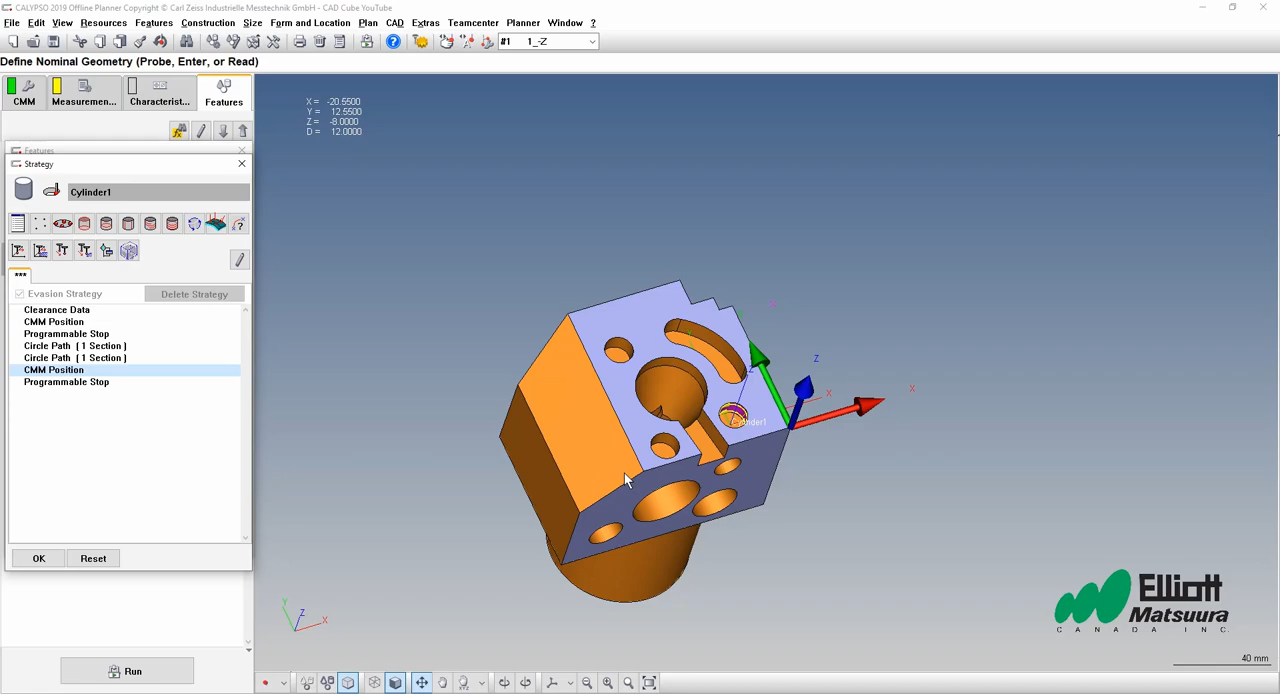 CALYPSO 2019 Offline Planner Copyright © Carl Zeiss Industrielle Messtechnik GmbH - CAD Cube YouTube
File Edit View Resources Features Construction Size Form and Location Plan CAD Extras Teamcenter Planner Window ?
#1 1_-Z
Define Nominal Geometry (Probe, Enter, or Read)
CMM Measuremen... Characterist... Features
X = -20.5500
Y = 12.5500
Z = -8.0000
D = 12.0000
Features
Strategy
Cylinder1
***
Evasion Strategy Delete Strategy
Clearance Data
CMM Position
Programmable Stop
Circle Path [ 1 Section ]
Circle Path [ 1 Section ]
CMM Position
Programmable Stop
OK Reset
Run
Z
X
X
Cylinder1
Y
Z
X
Elliott
Matsuura
CANADA INC.
40 mm